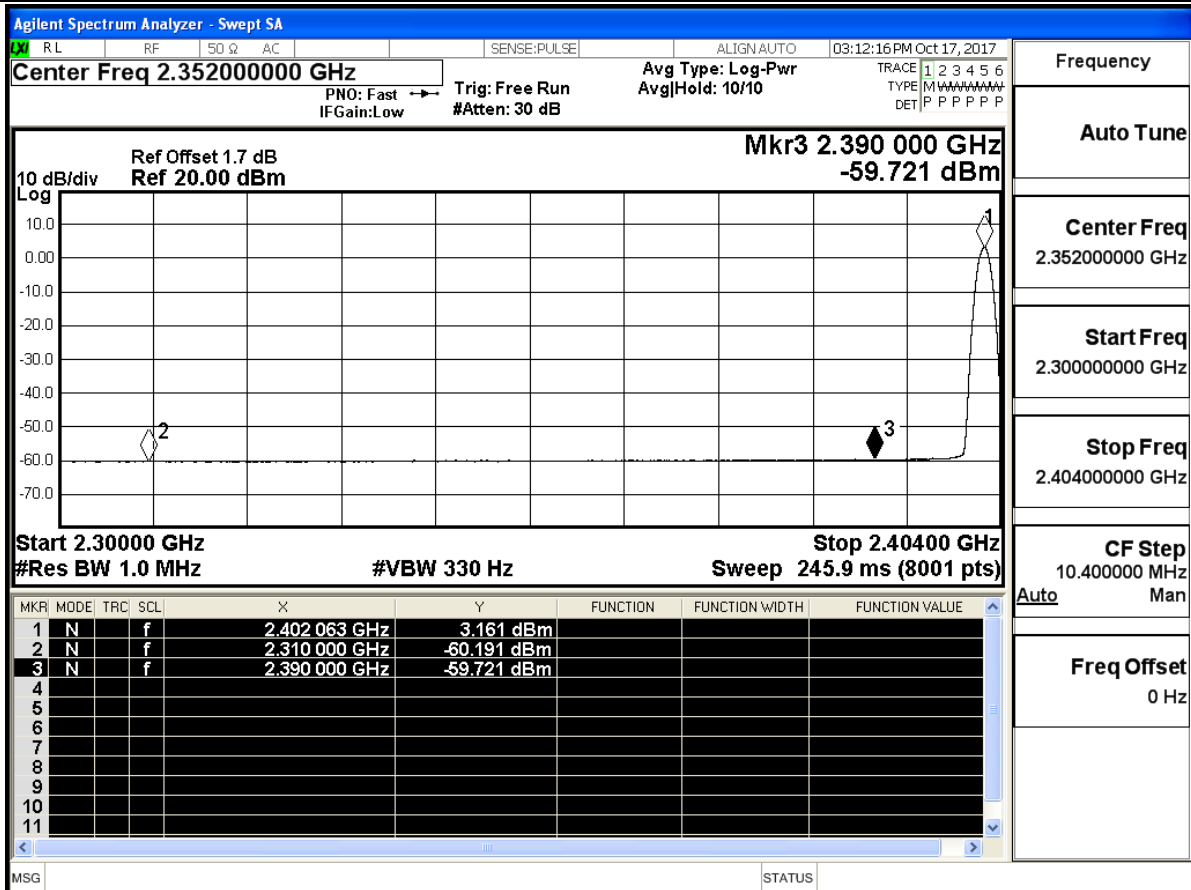 Agilent Spectrum Analyzer - Swept SA
LXI RL RF 50 Ω AC SENSE:PULSE ALIGN AUTO 03:12:16 PM Oct 17, 2017
Center Freq 2.352000000 GHz
PNO: Fast
IFGain:Low
Trig: Free Run
#Atten: 30 dB
Avg Type: Log-Pwr
Avg|Hold: 10/10
TRACE 1 2 3 4 5 6
TYPE M WWWWW
DET P P P P P P
Ref Offset 1.7 dB
10 dB/div Ref 20.00 dBm
Log
Mkr3 2.390 000 GHz
-59.721 dBm
10.0
0.00
-10.0
-20.0
-30.0
-40.0
-50.0
-60.0
-70.0
1
2
3
Start 2.30000 GHz Stop 2.40400 GHz
#Res BW 1.0 MHz #VBW 330 Hz Sweep 245.9 ms (8001 pts)
MKR MODE TRC SCL X Y FUNCTION FUNCTION WIDTH FUNCTION VALUE
1 N f 2.402 063 GHz 3.161 dBm
2 N f 2.310 000 GHz -60.191 dBm
3 N f 2.390 000 GHz -59.721 dBm
4
5
6
7
8
9
10
11
MSG STATUS
Frequency
Auto Tune
Center Freq
2.352000000 GHz
Start Freq
2.300000000 GHz
Stop Freq
2.404000000 GHz
CF Step
10.400000 MHz
Auto Man
Freq Offset
0 Hz